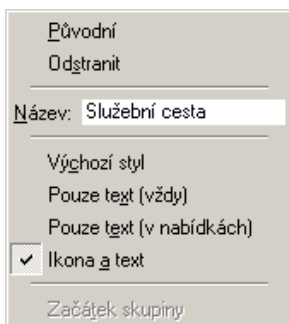 Původní
Odstranit
Název: Služební cesta
Výchozí styl
Pouze text (vždy)
Pouze text (v nabídkách)
Ikona a text
Začátek skupiny